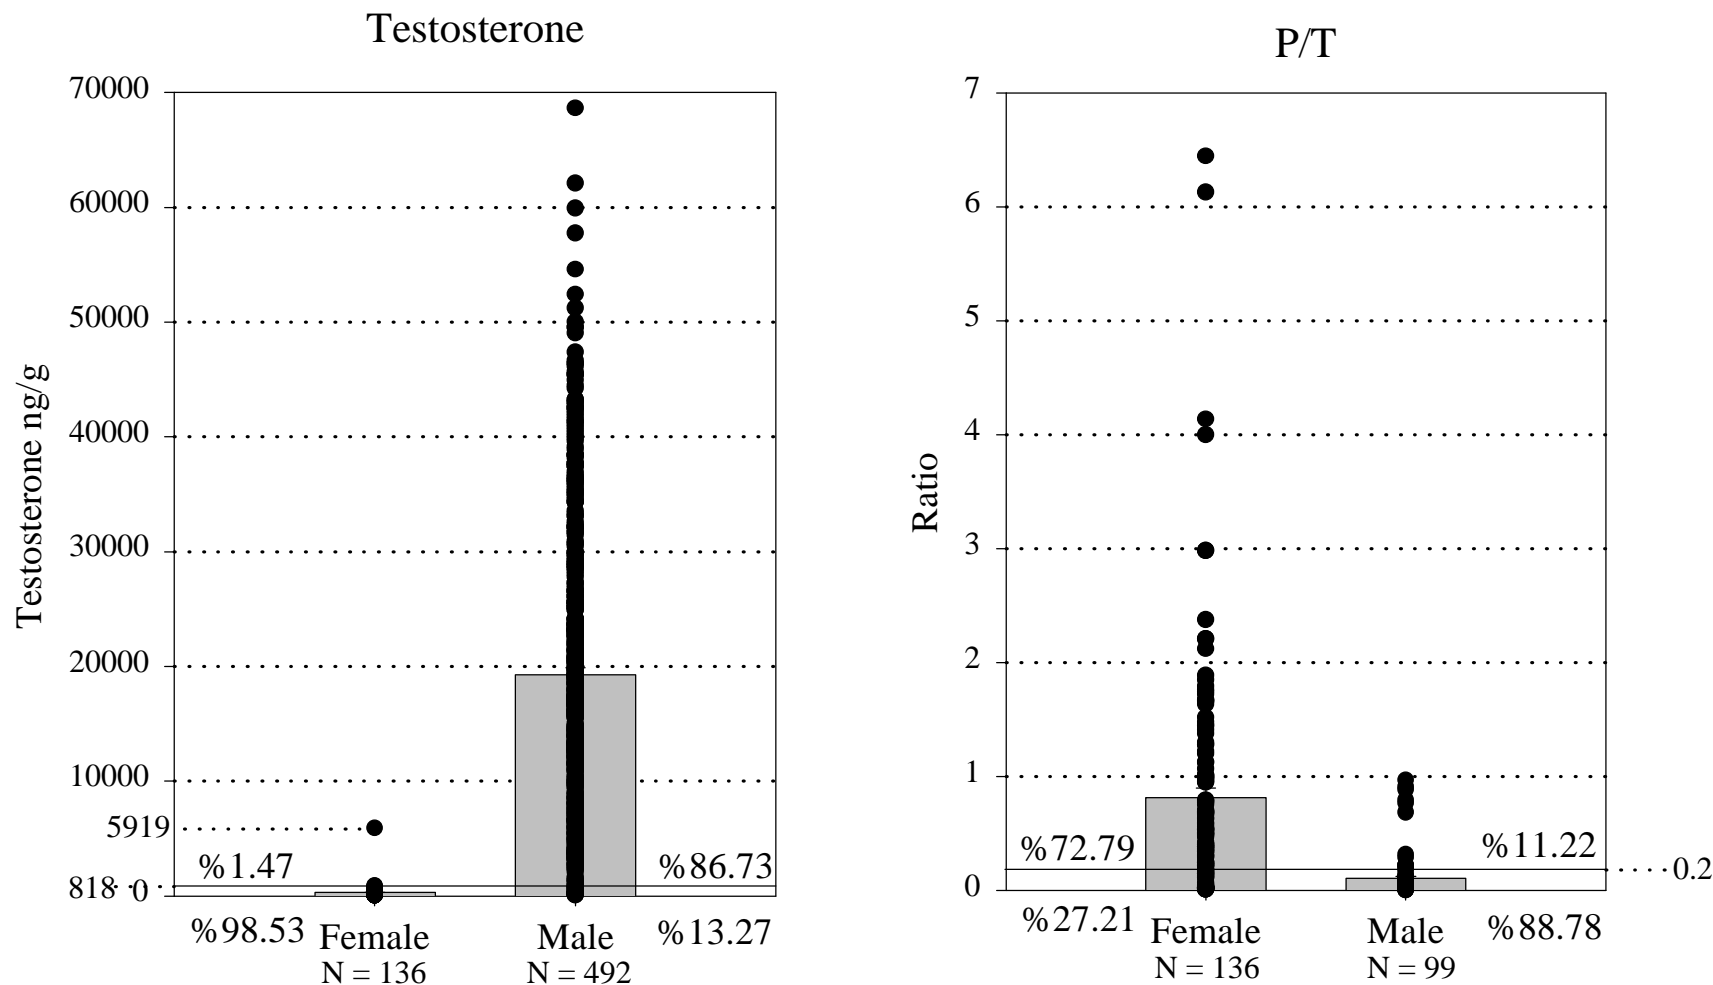 Testosterone
70000
60000
50000
40000
30000
20000
10000
5919
818
0
Testosterone ng/g
%1.47
%86.73
%98.53
%13.27
Female
N = 136
Male
N = 492
P/T
7
6
5
4
3
2
1
0
Ratio
%72.79
%11.22
0.2
%27.21
%88.78
Female
N = 136
Male
N = 99